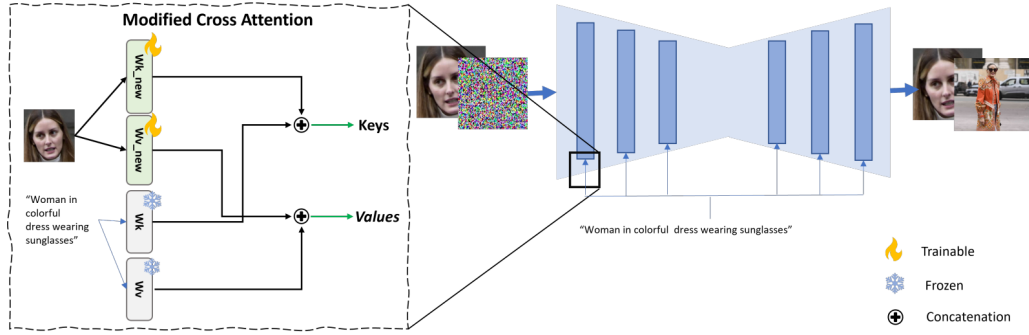 Modified Cross Attention
Wk_new
Wv_new
Keys
"Woman in
colorful
dress wearing
sunglasses"
Wk
Values
Wv
"Woman in colorful dress wearing sunglasses"
Trainable
Frozen
Concatenation